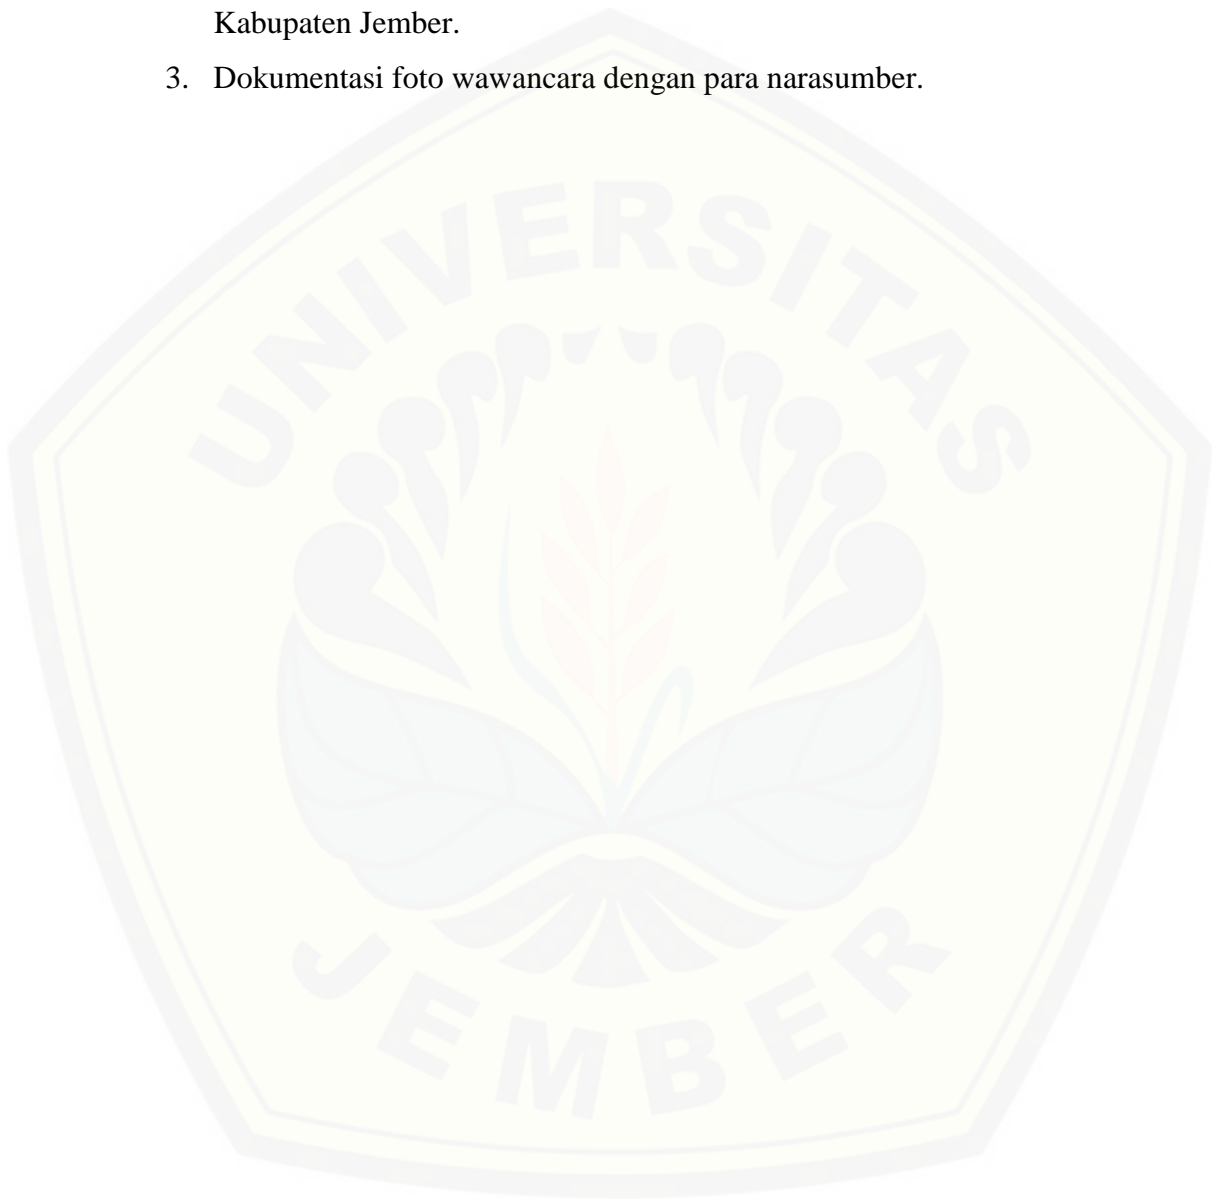 Kabupaten Jember.
3. Dokumentasi foto wawancara dengan para narasumber.
UNIVERSITAS
JEMBER